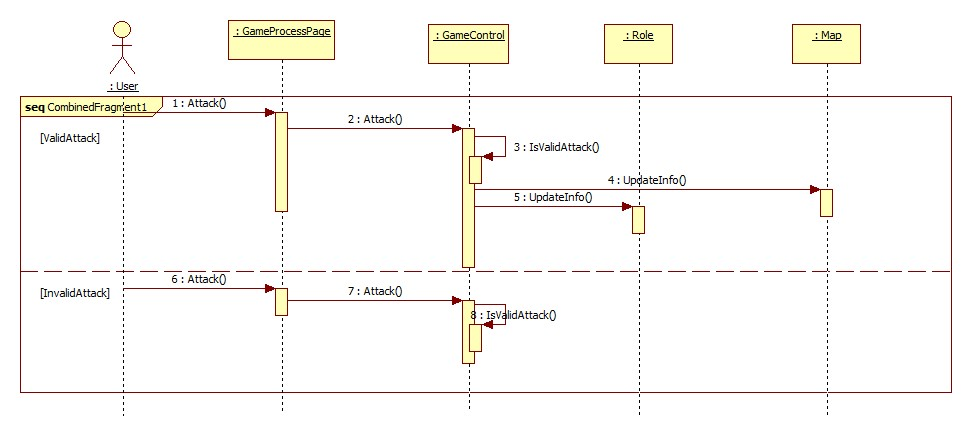 : GameProcessPage
: GameControl
: Role
: Map
: User
seq CombinedFragment1
1 : Attack()
2 : Attack()
[ValidAttack]
3 : IsValidAttack()
4 : UpdateInfo()
5 : UpdateInfo()
6 : Attack()
[InvalidAttack]
7 : Attack()
8 : IsValidAttack()